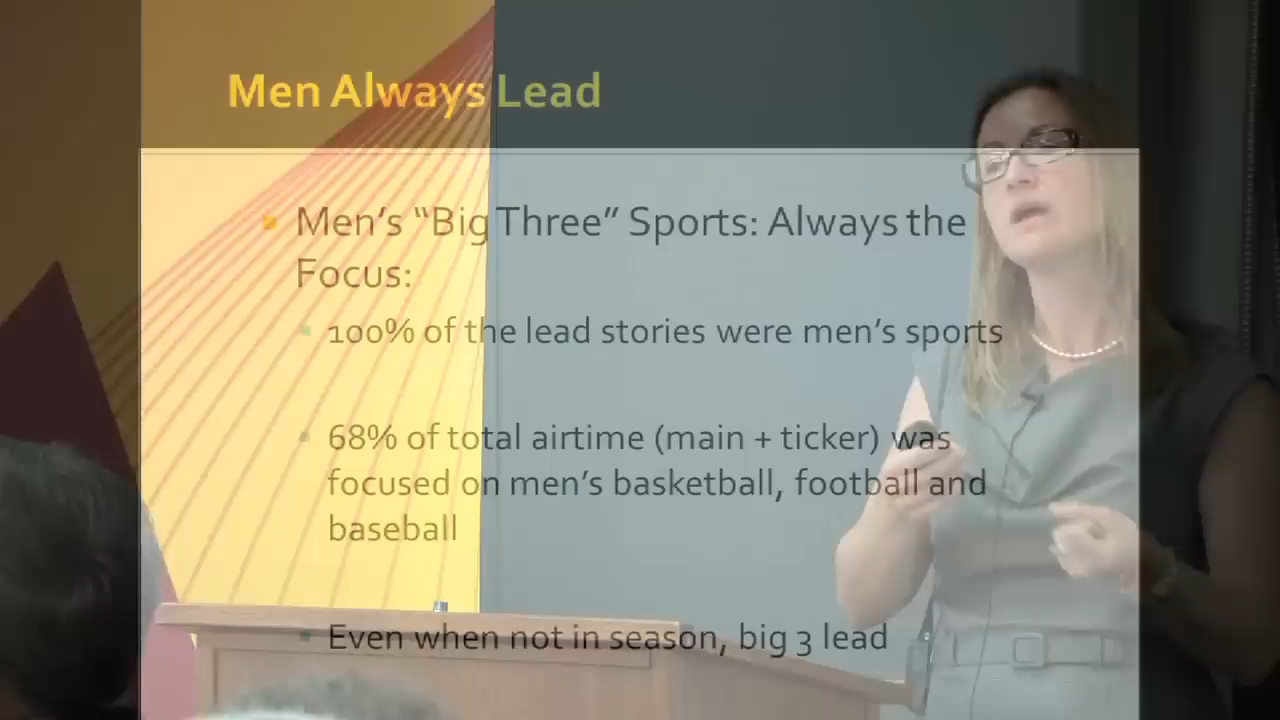 Men Always Lead
Men's “Big Three” Sports: Always the
Focus:
100% of the lead stories were men's sports
68% of total airtime (main + ticker) was
focused on men's basketball, football and
baseball
Even when not in season, big 3 lead